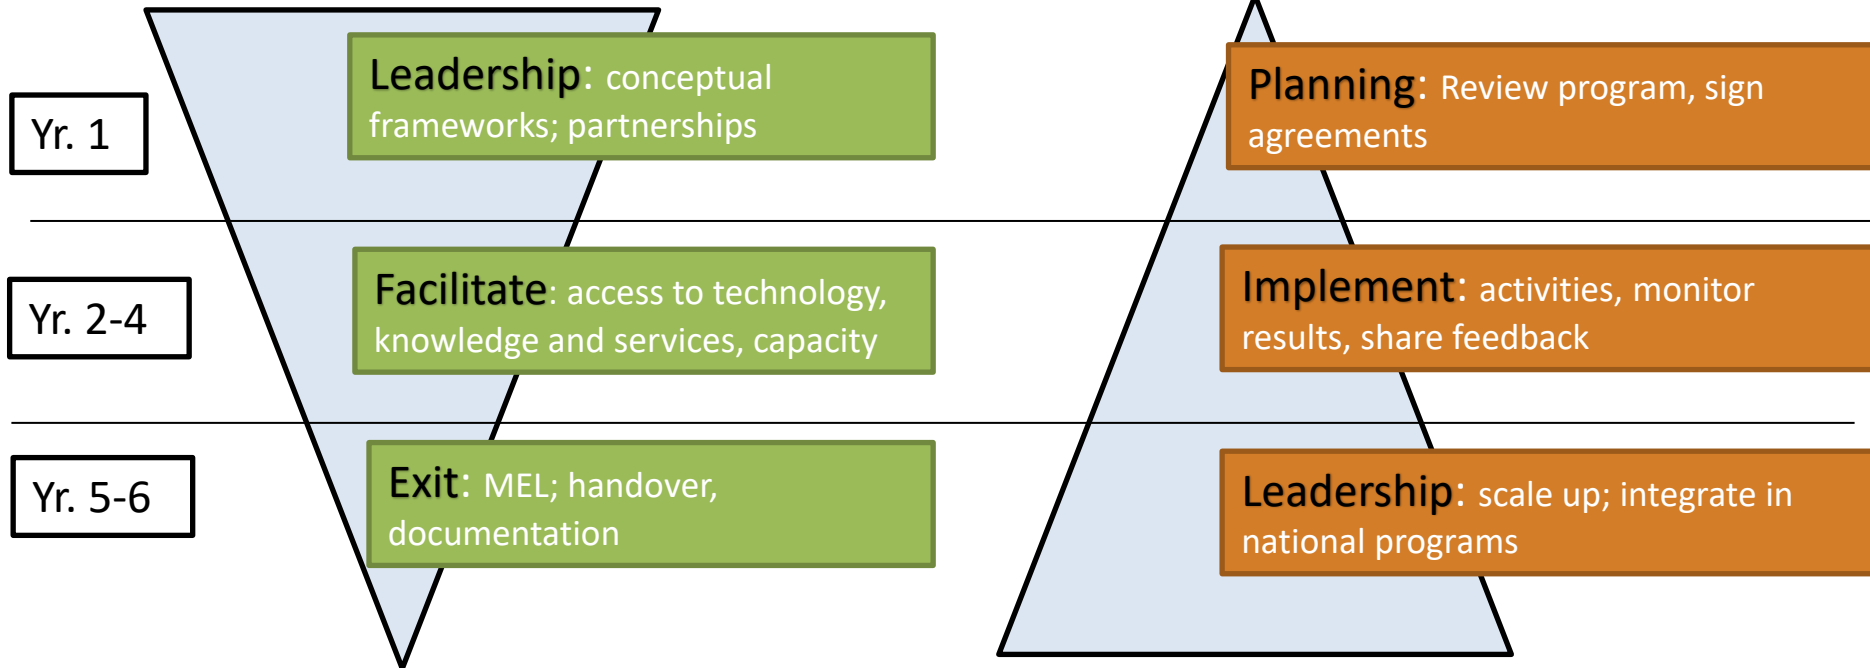 Yr. 1
Leadership: conceptual
frameworks; partnerships
Planning: Review program, sign
agreements
Yr. 2-4
Facilitate: access to technology,
knowledge and services, capacity
Implement: activities, monitor
results, share feedback
Yr. 5-6
Exit: MEL; handover,
documentation
Leadership: scale up; integrate in
national programs